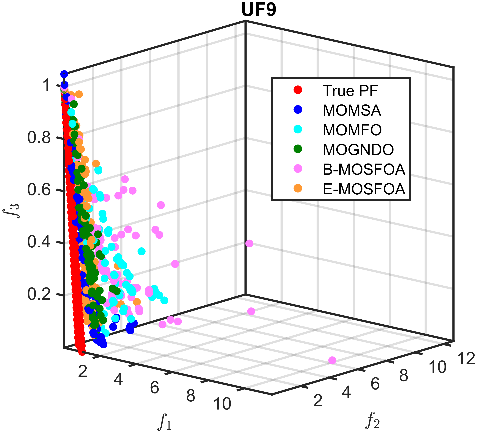 UF9
1
0.8
0.6
0.4
0.2
f3
True PF
MOMSA
MOMFO
MOGNDO
B-MOSFOA
E-MOSFOA
2 4 6 8 10
f1
2 4 6 8 10 12
f2